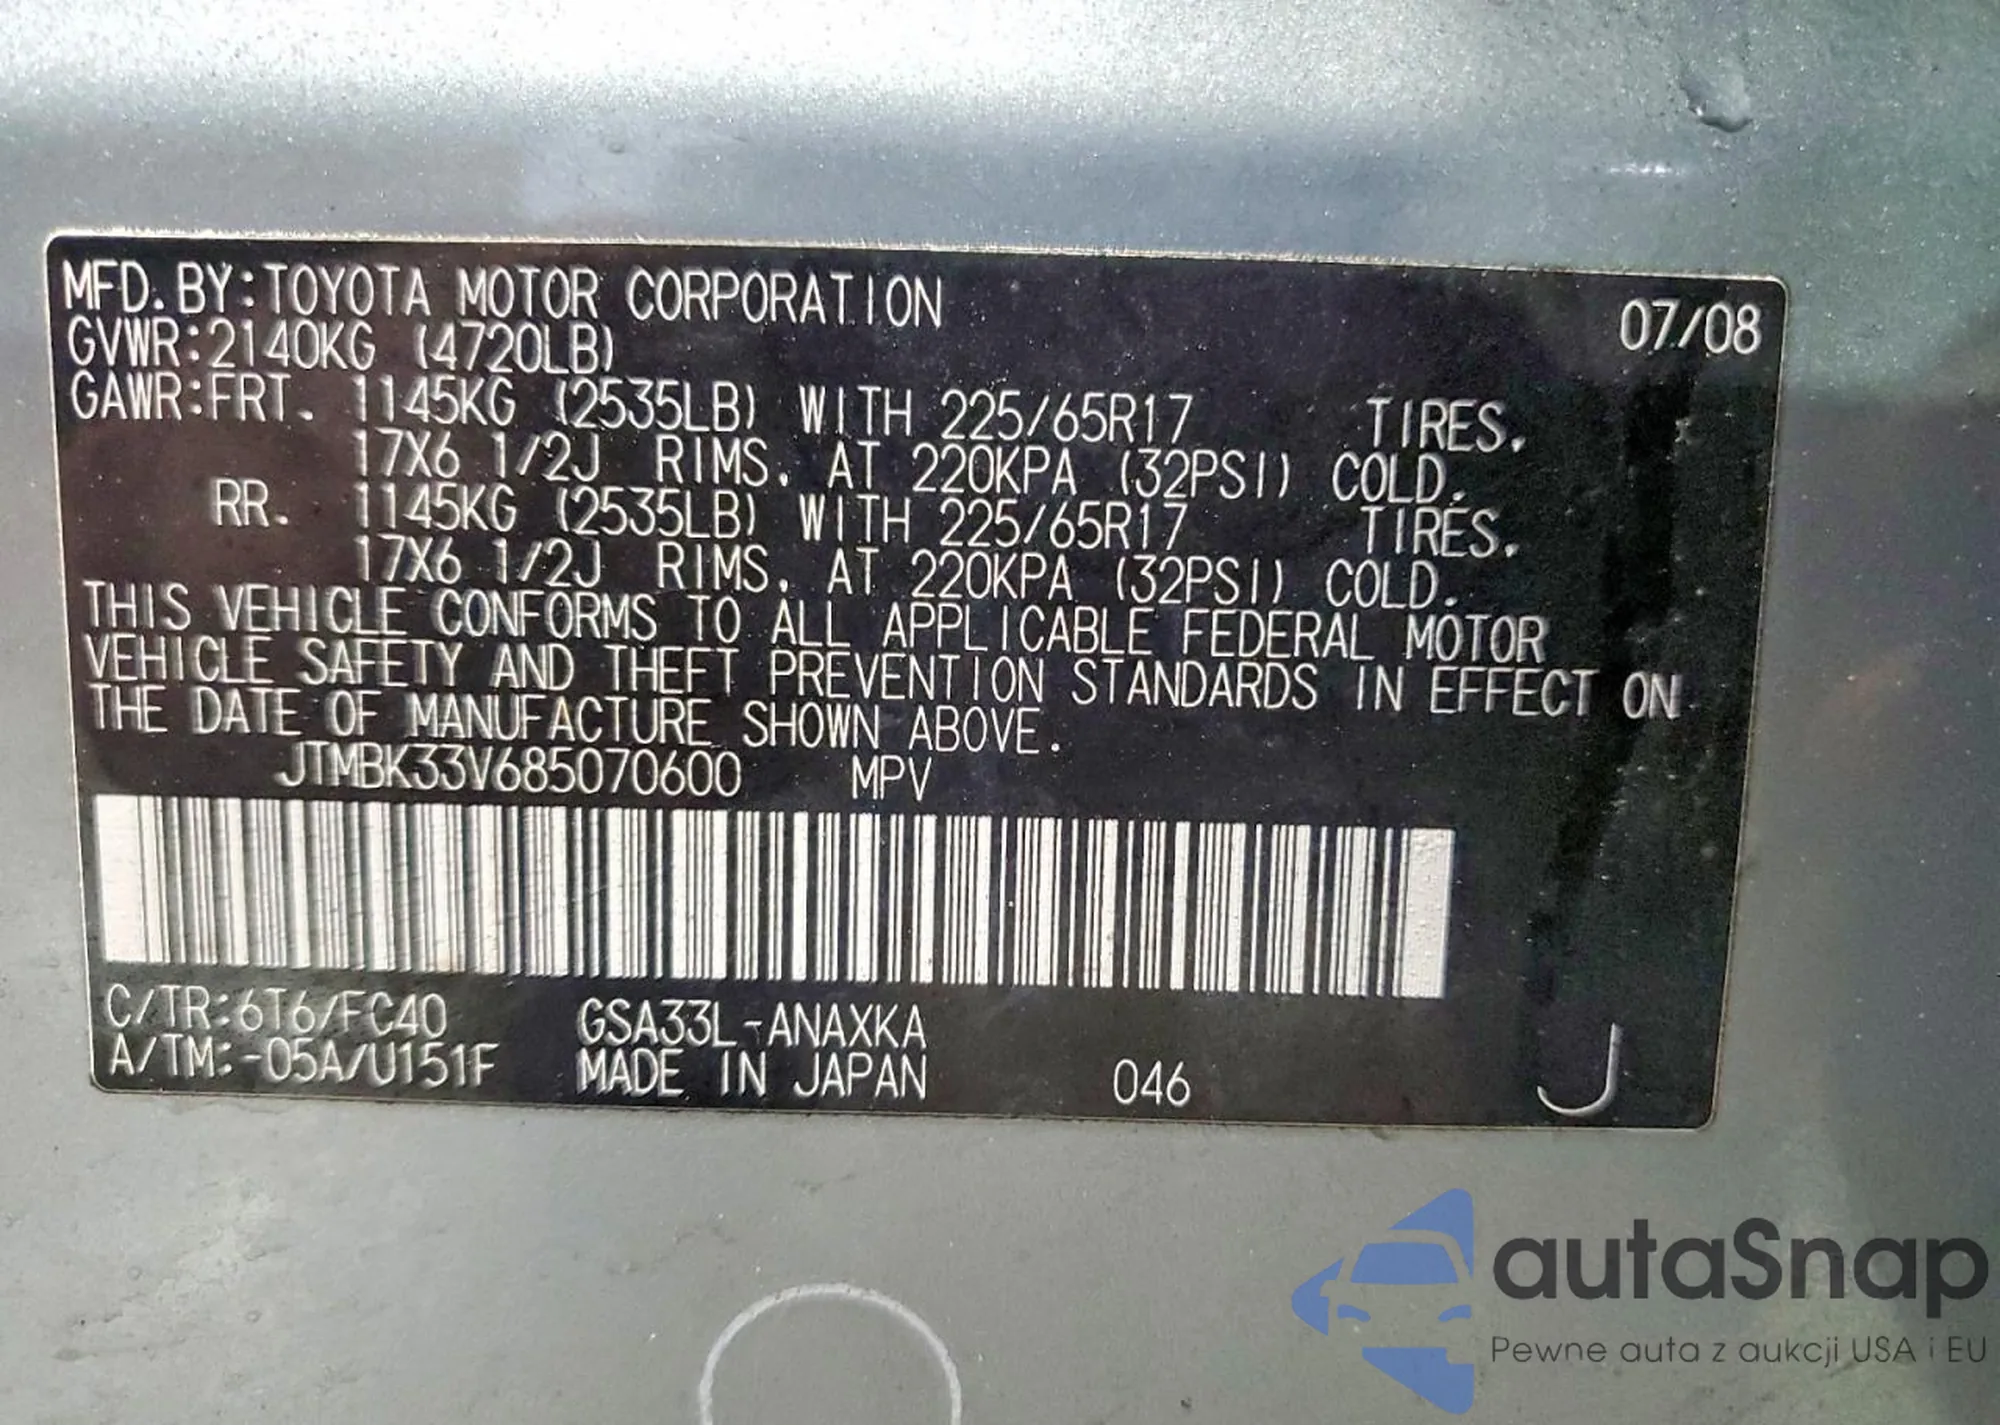 MFD. BY:TOYOTA MOTOR CORPORATION 07/08
GVWR:2140KG (4720LB)
GAWR:FRT. 1145KG (2535LB) WITH 225/65R17 TIRES,
17X6 1/2J RIMS, AT 220KPA (32PSI) COLD.
RR. 1145KG (2535LB) WITH 225/65R17 TIRES,
17X6 1/2J RIMS, AT 220KPA (32PSI) COLD.
THIS VEHICLE CONFORMS TO ALL APPLICABLE FEDERAL MOTOR
VEHICLE SAFETY AND THEFT PREVENTION STANDARDS IN EFFECT ON
THE DATE OF MANUFACTURE SHOWN ABOVE.
JTMBK33V685070600 MPV
C/TR:6T6/FC40 GSA33L-ANAXKA
A/TM:-05A/U151F MADE IN JAPAN 046 J
autaSnap
Pewne auta z aukcji USA i EU